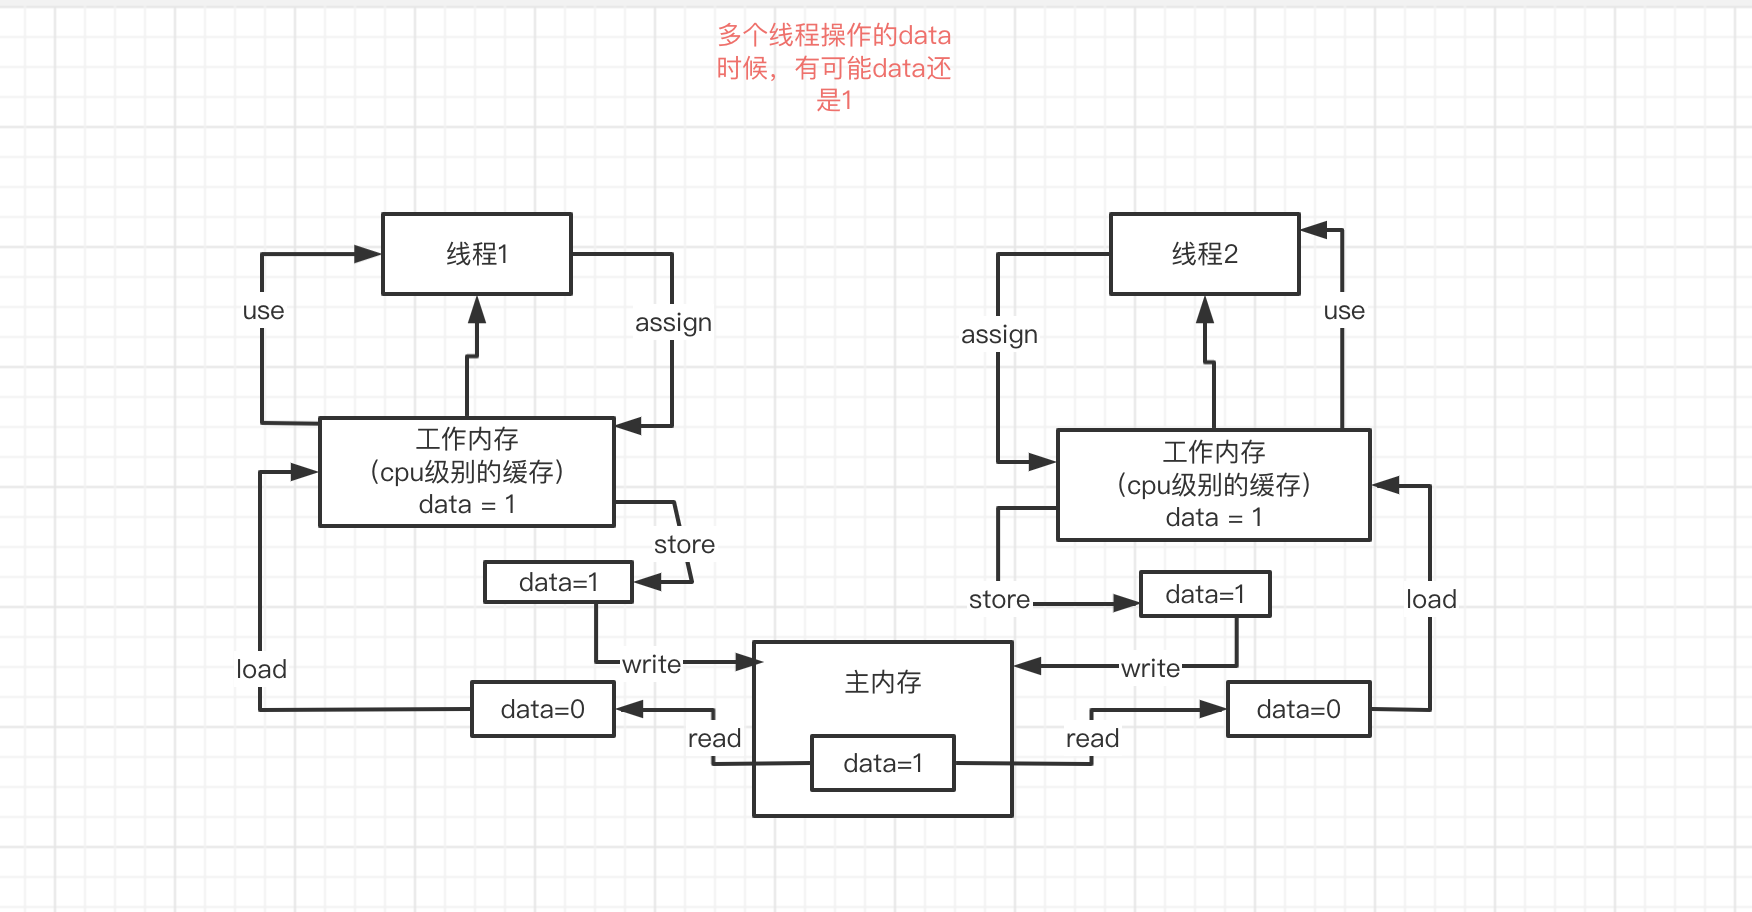 多个线程操作的data
时候，有可能data还
是1
线程1
线程2
use
assign
assign
use
工作内存
（cpu级别的缓存）
data = 1
工作内存
（cpu级别的缓存）
data = 1
store
data=1
store
data=1
load
load
write
主内存
write
data=0
read
data=1
read
data=0